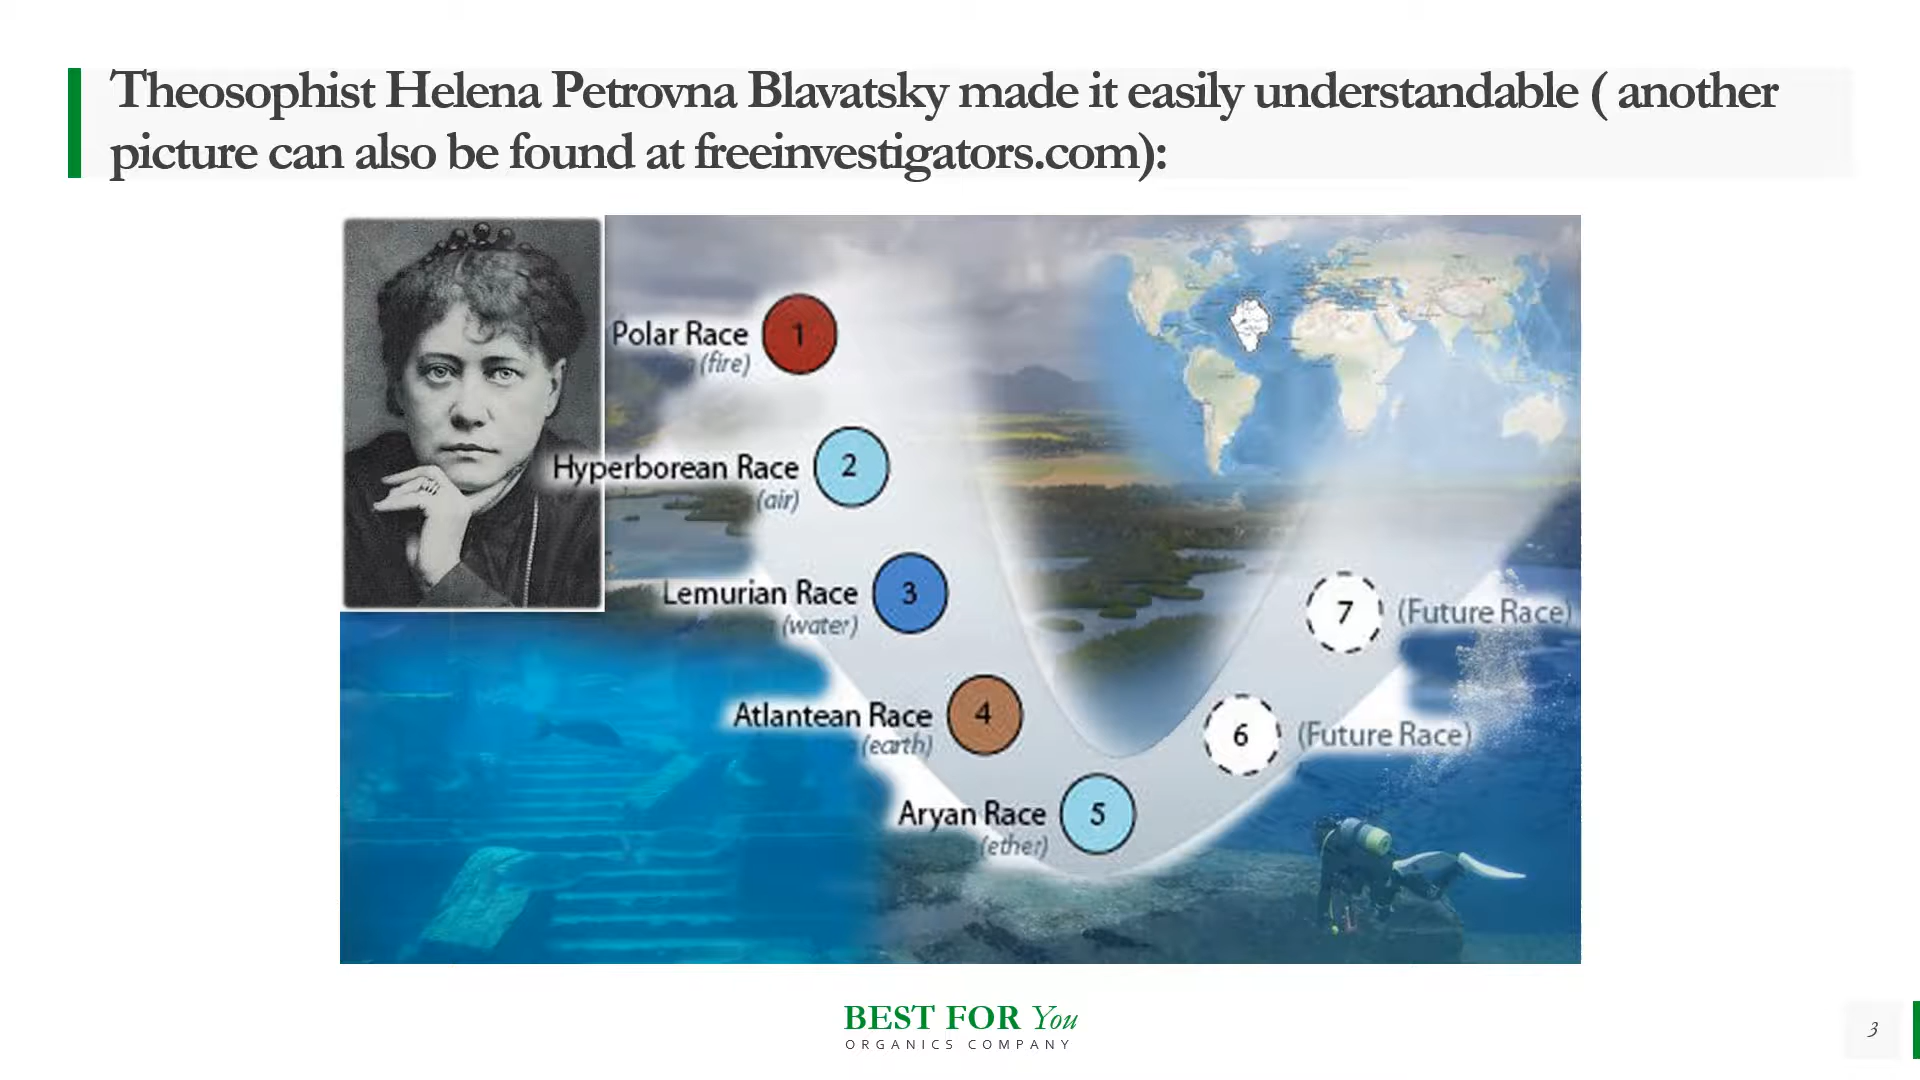 Theosophist Helena Petrovna Blavatsky made it easily understandable ( another
picture can also be found at freeinvestigators.com):
Polar Race 1
(fire)
Hyperborean Race 2
(air)
Lemurian Race 3
(water)
Atlantean Race 4
(earth)
Aryan Race 5
(ether)
6 (Future Race)
7 (Future Race)
BEST FOR You
ORGANICS COMPANY
3